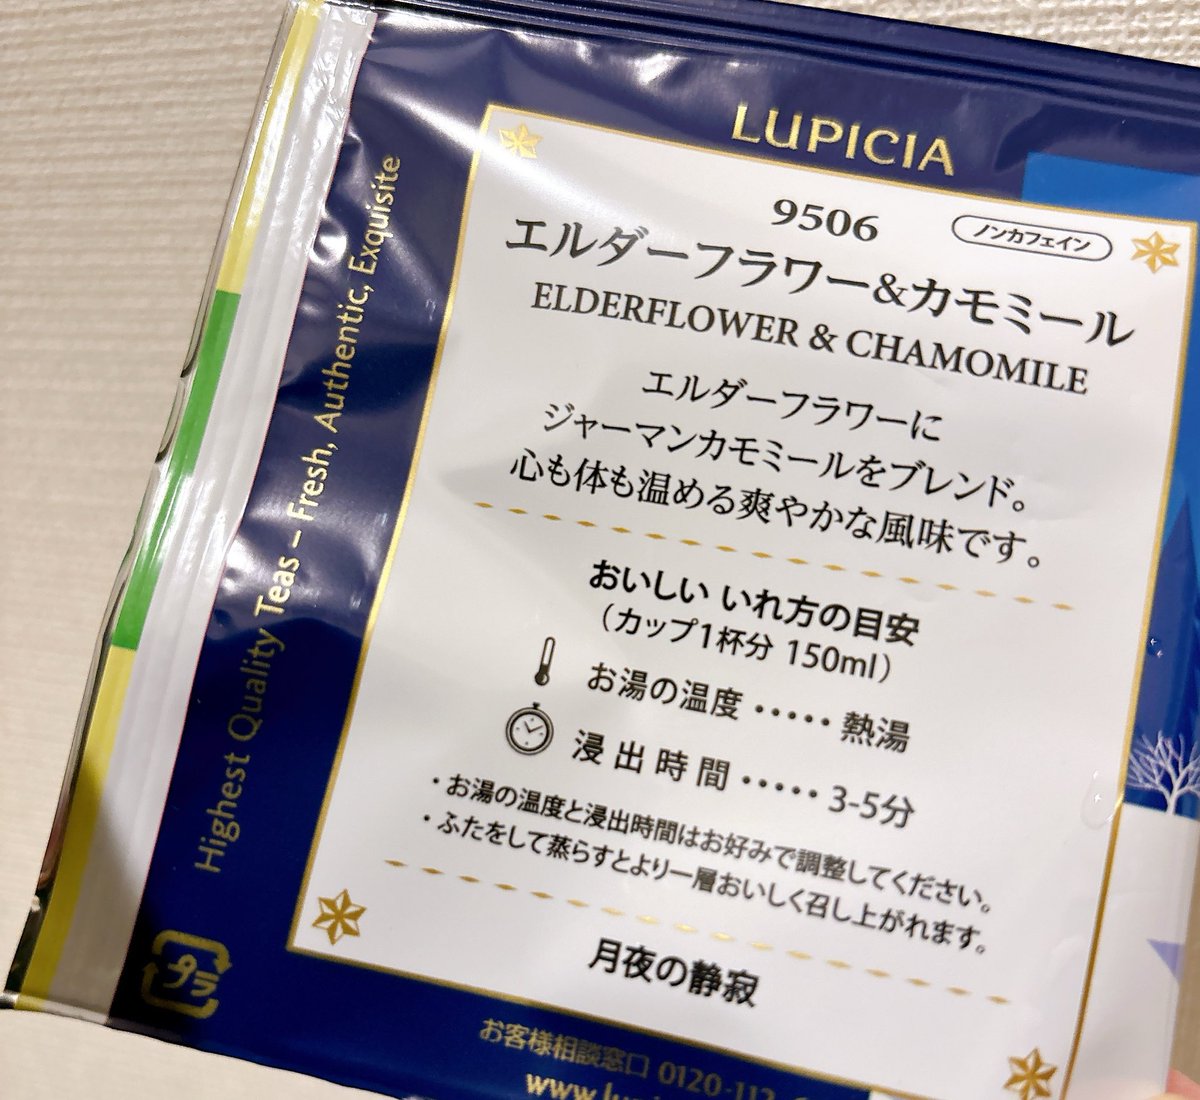 LUPICIA
9506
ノンカフェイン
エルダーフラワー&カモミール
ELDERFLOWER & CHAMOMILE
エルダーフラワーに
ジャーマンカモミールをブレンド。
心も体も温める爽やかな風味です。
おいしい いれ方の目安
（カップ1杯分 150ml）
お湯の温度 ····· 熱湯
浸出時間 ····· 3-5分
・お湯の温度と浸出時間はお好みで調整してください。
・ふたをして蒸らすとより一層おいしく召し上がれます。
月夜の静寂
お客様相談窓口 0120-112-
www.lupi
Highest Quality Teas – Fresh, Authentic, Exquisite
プラ